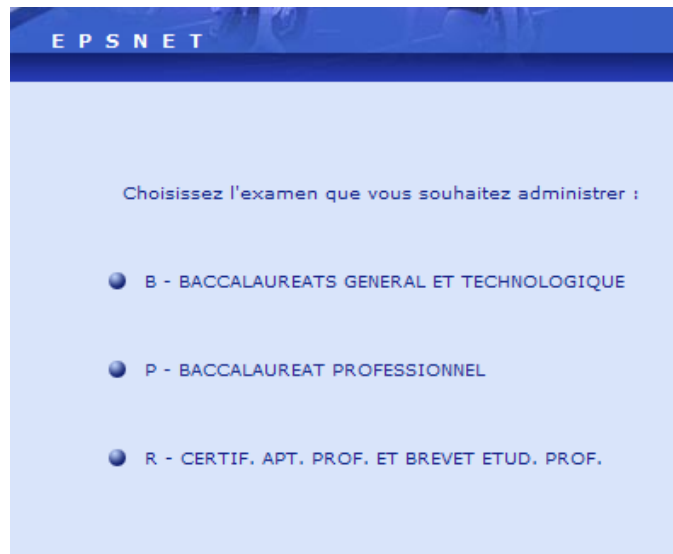 E P S N E T
Choisissez l'examen que vous souhaitez administrer :
B - BACCALAUREATS GENERAL ET TECHNOLOGIQUE
P - BACCALAUREAT PROFESSIONNEL
R - CERTIF. APT. PROF. ET BREVET ETUD. PROF.